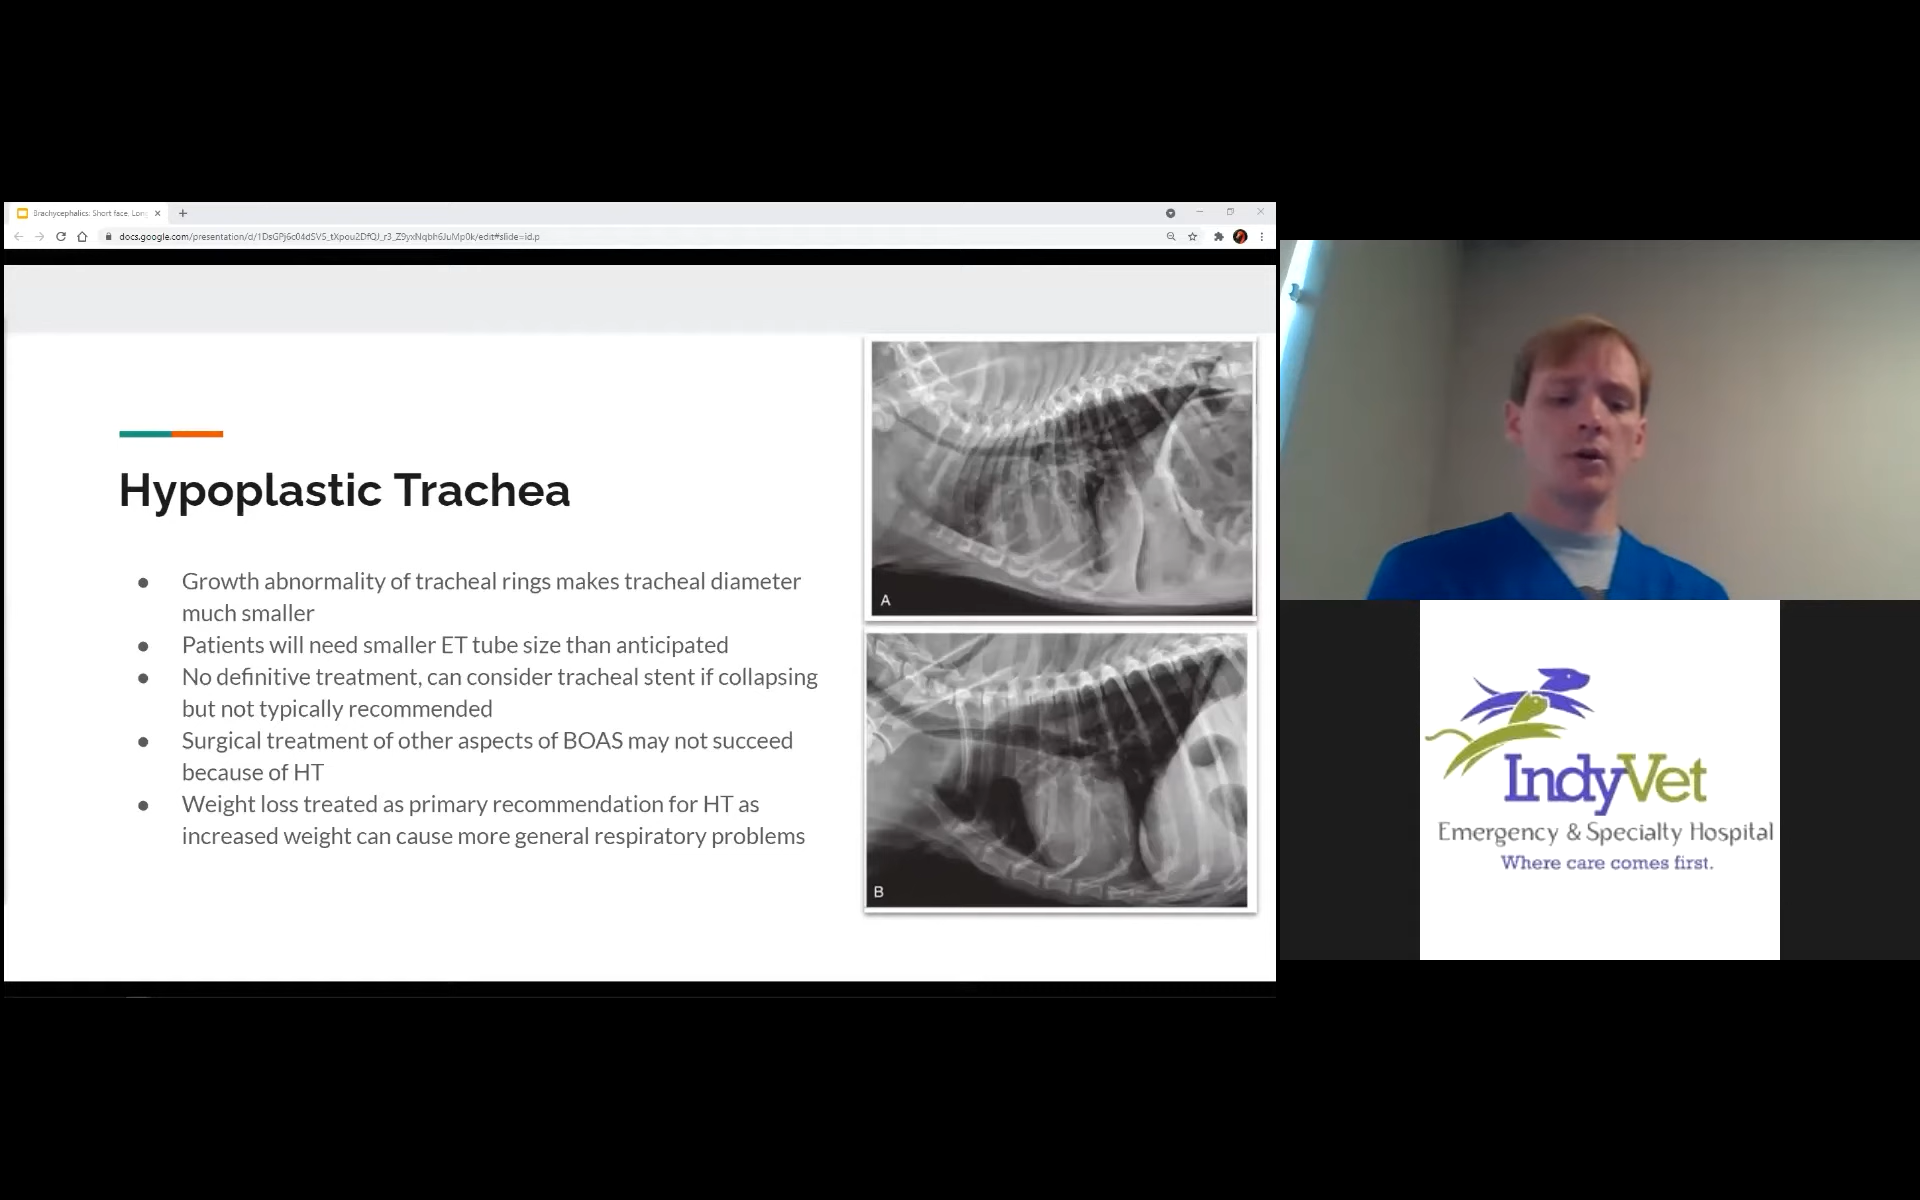 Brachycephalics: Short face, Lon
docs.google.com/presentation/d/1DsGPj6c04dSVS_tXpou2DfQJ_r3_Z9yxNqbh6JuMp0k/edit#slide=id.p
Hypoplastic Trachea
● Growth abnormality of tracheal rings makes tracheal diameter
much smaller
● Patients will need smaller ET tube size than anticipated
● No definitive treatment, can consider tracheal stent if collapsing
but not typically recommended
● Surgical treatment of other aspects of BOAS may not succeed
because of HT
● Weight loss treated as primary recommendation for HT as
increased weight can cause more general respiratory problems
A
B
IndyVet
Emergency & Specialty Hospital
Where care comes first.